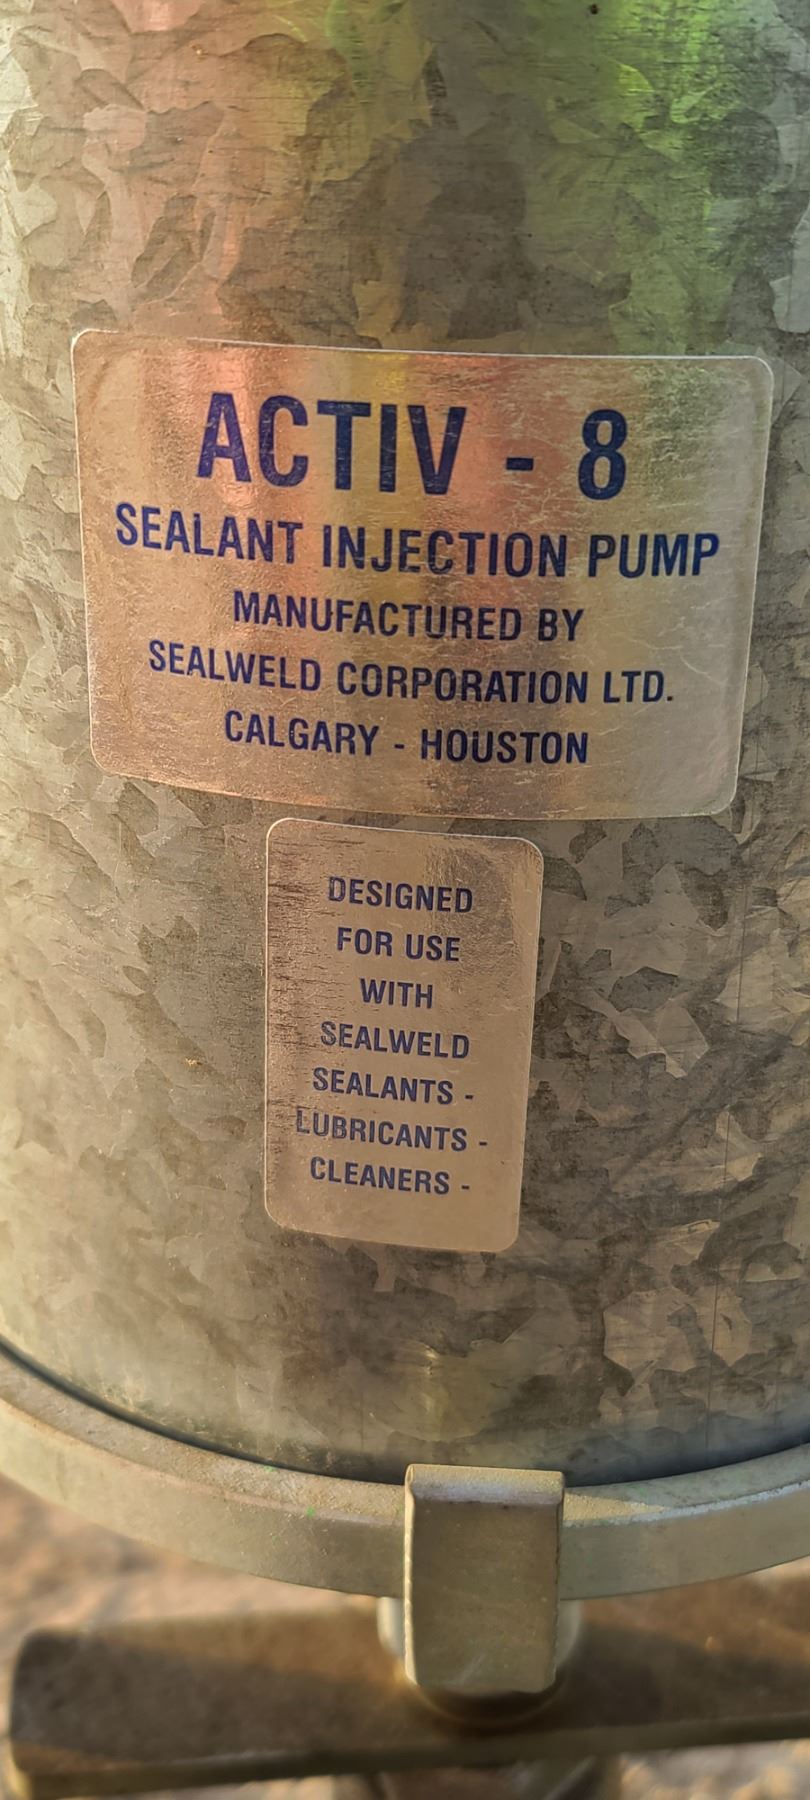 ACTIV - 8
SEALANT INJECTION PUMP
MANUFACTURED BY
SEALWELD CORPORATION LTD.
CALGARY - HOUSTON
DESIGNED
FOR USE
WITH
SEALWELD
SEALANTS -
LUBRICANTS -
CLEANERS -